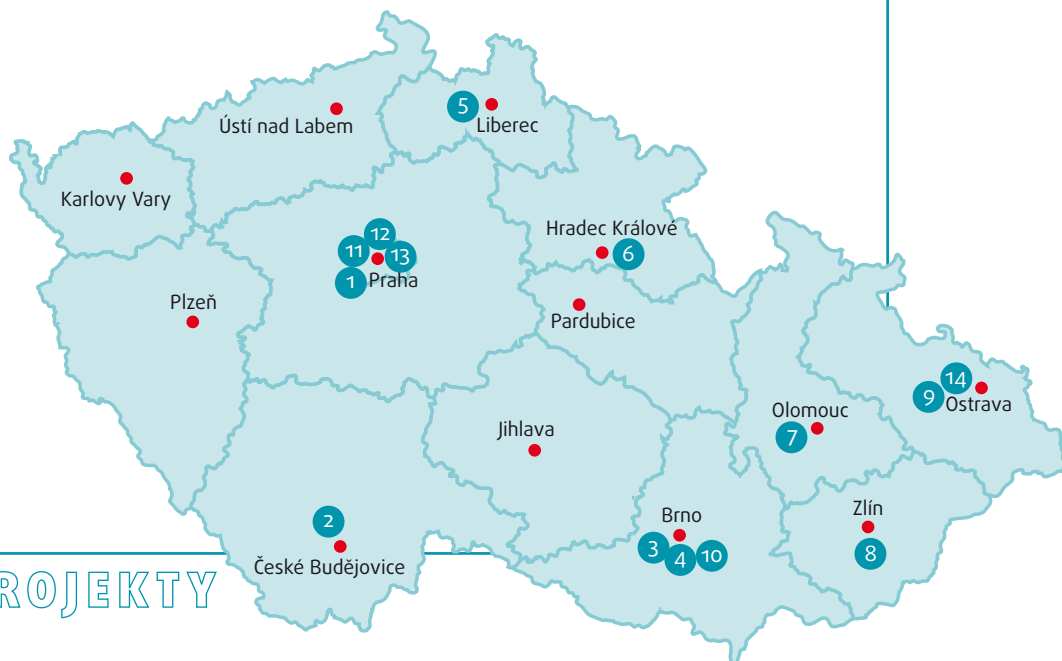 5
Ústí nad Labem
Liberec
Karlovy Vary
12
Hradec Králové
11
13
6
1
Praha
Plzeň
Pardubice
14
9
Ostrava
Olomouc
7
Jihlava
2
Zlín
Brno
3
4
10
8
České Budějovice
ROJEKTY